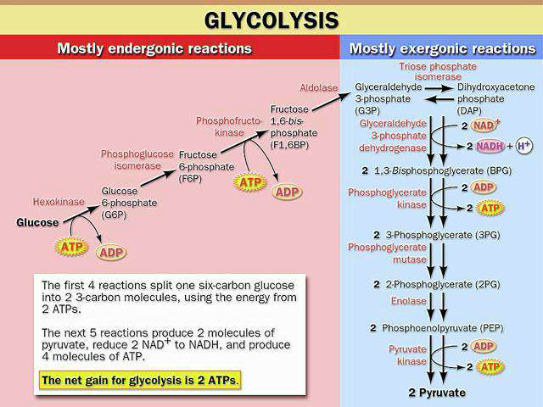 GLYCOLYSIS
Mostly endergonic reactions
Mostly exergonic reactions
Triose phosphate
isomerase
Aldolase
Glyceraldehyde
3-phosphate
(G3P)
Dihydroxyacetone
phosphate
(DAP)
Fructose
1,6-bis-
phosphate
(F1,6BP)
Phosphofructo-
kinase
Glyceraldehyde
3-phosphate
dehydrogenase
2 NAD+
2 NADH + H+
Phosphoglucose
isomerase
Fructose
6-phosphate
(F6P)
ATP
ADP
2 1,3-Bisphosphoglycerate (BPG)
Hexokinase
Glucose
6-phosphate
(G6P)
Phosphoglycerate
kinase
2 ADP
2 ATP
Glucose
ATP
ADP
2 3-Phosphoglycerate (3PG)
Phosphoglycerate
mutase
2 2-Phosphoglycerate (2PG)
Enolase
2 Phosphoenolpyruvate (PEP)
Pyruvate
kinase
2 ADP
2 ATP
2 Pyruvate
The first 4 reactions split one six-carbon glucose
into 2 3-carbon molecules, using the energy from
2 ATPs.
The next 5 reactions produce 2 molecules of
pyruvate, reduce 2 NAD+ to NADH, and produce
4 molecules of ATP.
The net gain for glycolysis is 2 ATPs.